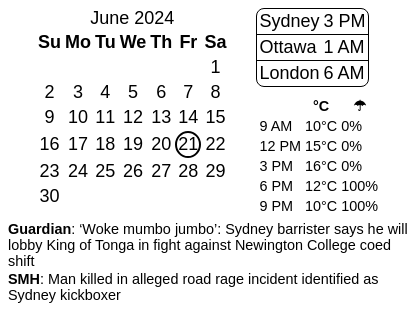 June 2024
Su Mo Tu We Th Fr Sa
1
2 3 4 5 6 7 8
9 10 11 12 13 14 15
16 17 18 19 20 21 22
23 24 25 26 27 28 29
30
Sydney 3 PM
Ottawa 1 AM
London 6 AM
°C ☂
9 AM 10°C 0%
12 PM 15°C 0%
3 PM 16°C 0%
6 PM 12°C 100%
9 PM 10°C 100%
Guardian: ‘Woke mumbo jumbo’: Sydney barrister says he will
lobby King of Tonga in fight against Newington College coed
shift
SMH: Man killed in alleged road rage incident identified as
Sydney kickboxer